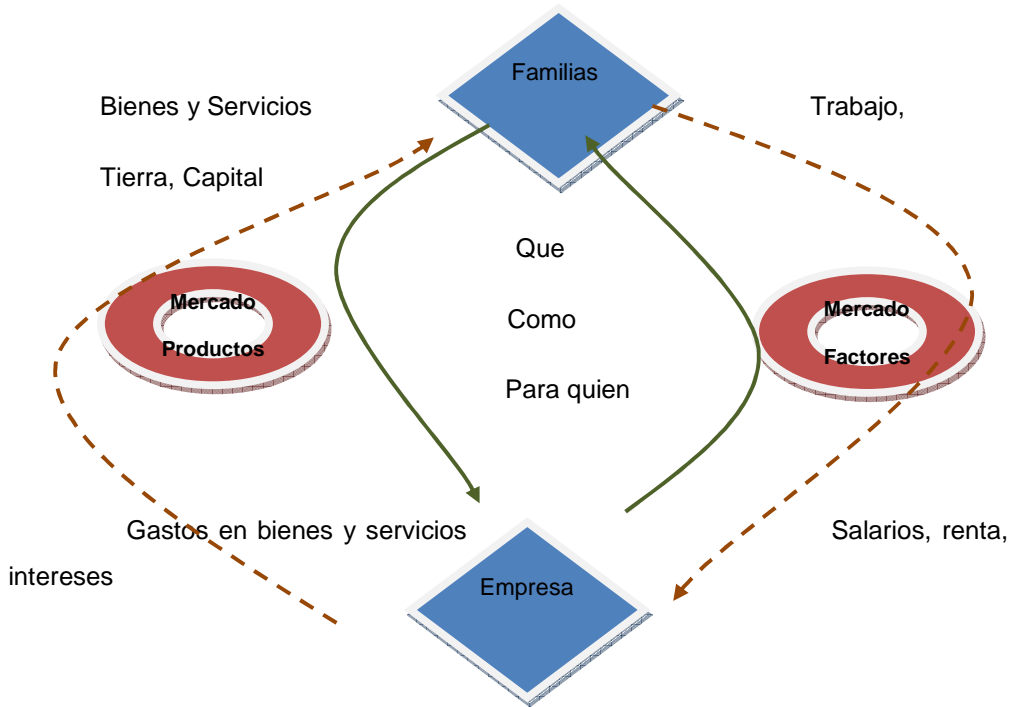 Familias
Bienes y Servicios
Trabajo,
Tierra, Capital
Que
Mercado
Productos
Como
Mercado
Factores
Para quien
Gastos en bienes y servicios
Salarios, renta,
intereses
Empresa